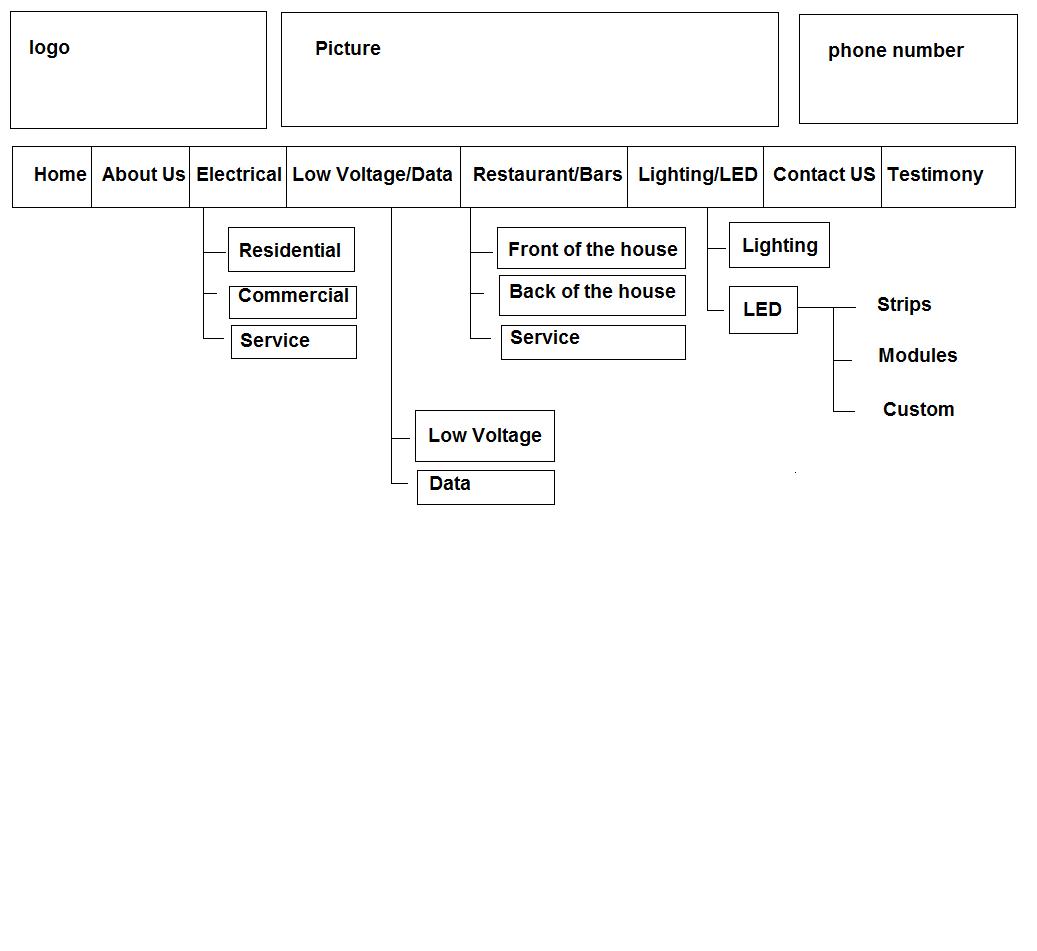 logo
Picture
phone number
Home
About Us
Electrical
Low Voltage/Data
Restaurant/Bars
Lighting/LED
Contact US
Testimony
Residential
Commercial
Service
Low Voltage
Data
Front of the house
Back of the house
Service
Lighting
LED
Strips
Modules
Custom